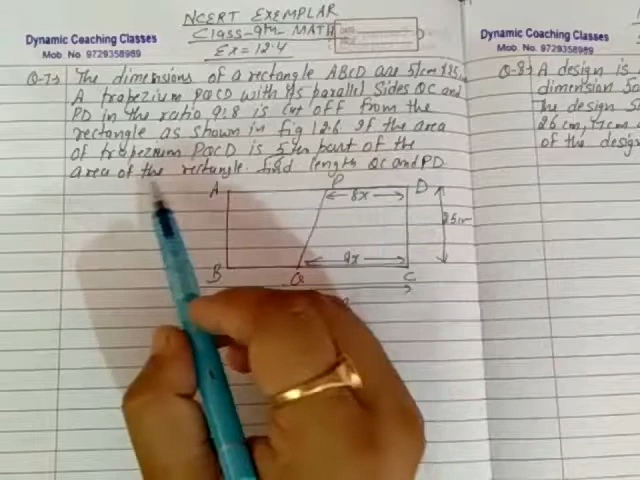 NCERT EXEMPLAR
Class-9th MATH
Ex=12.4
Dynamic Coaching Classes
Mob. No. 9729358989
Q-7⇒ The dimensions of a rectangle ABCD are 51cm × 25cm
A trapezium PQCD with its parallel sides QC and
PD in the ratio 9:8 is cut off from the
rectangle as shown in fig 12.6 If the area
of trapezium PQCD is 5/6th part of the
area of the rectangle. find length QC and PD.
A P D
8x
25cm
9x
B Q C
Dynamic Coaching Classes
Mob. No. 9729358989
Q-8⇒ A design is
dimension
The design
26 cm, 17cm
of the design
DATE